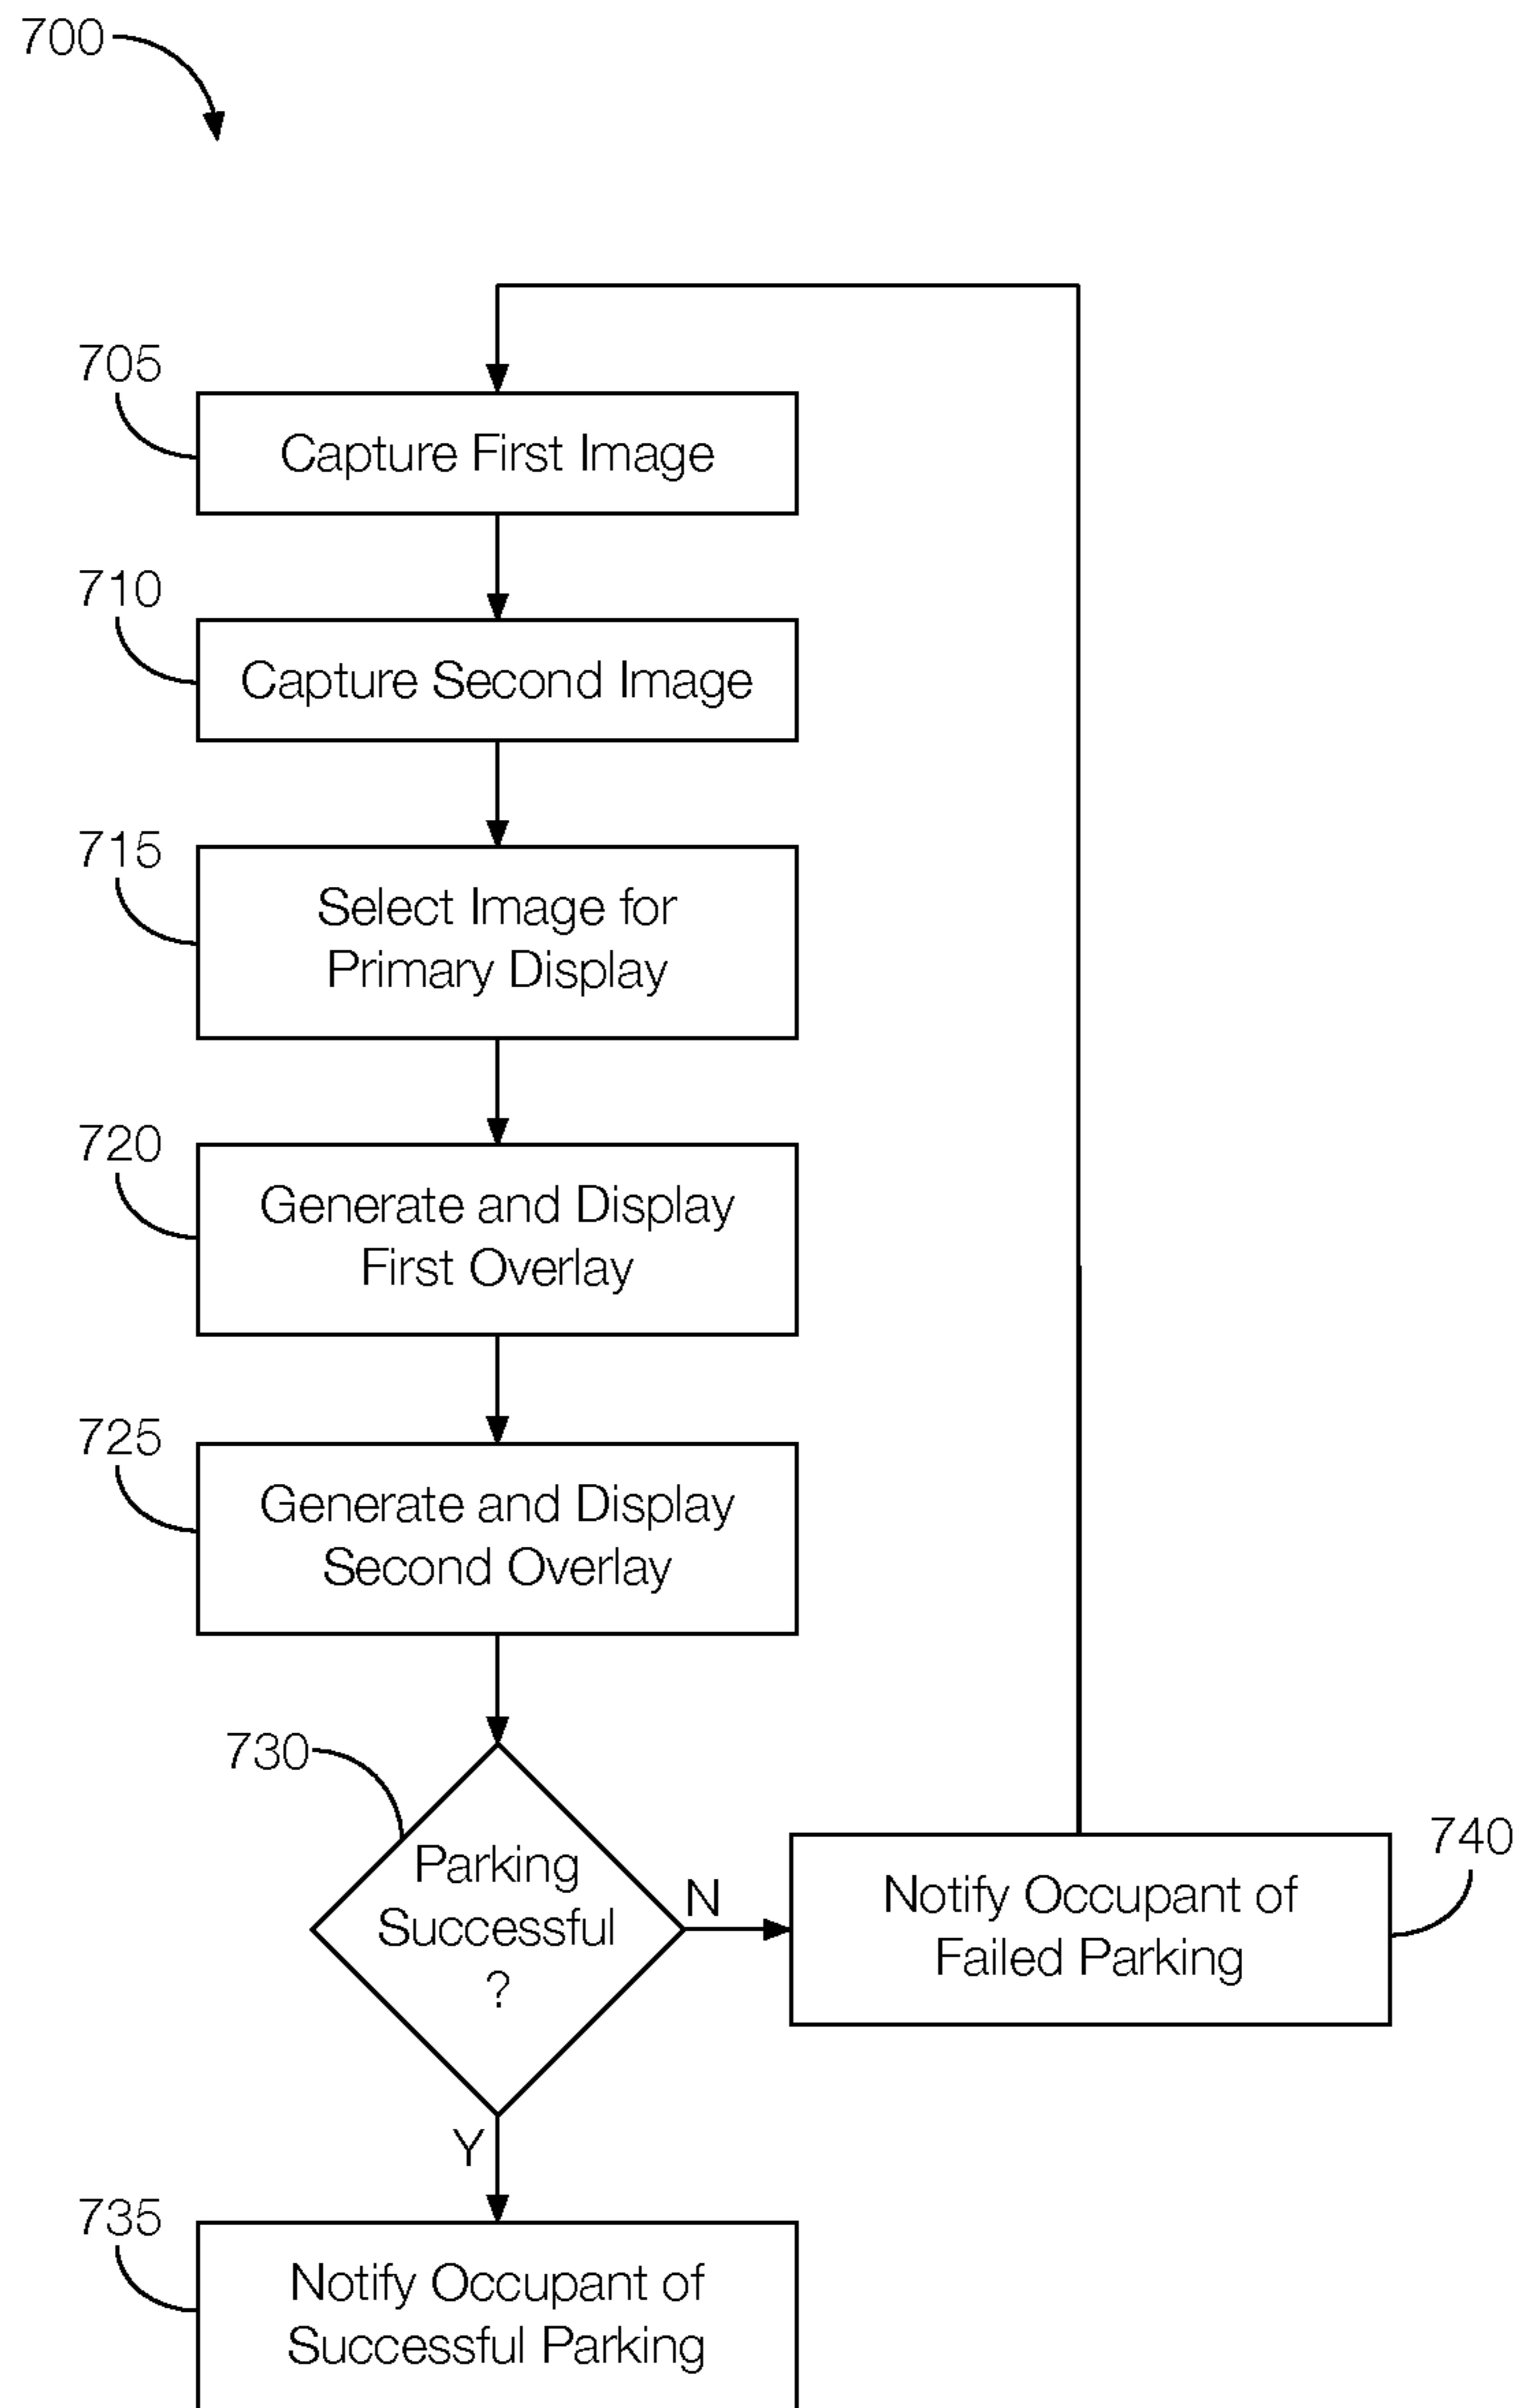 700
705
Capture First Image
710
Capture Second Image
715
Select Image for
Primary Display
720
Generate and Display
First Overlay
725
Generate and Display
Second Overlay
730
Parking
Successful
?
N
740
Notify Occupant of
Failed Parking
Y
735
Notify Occupant of
Successful Parking